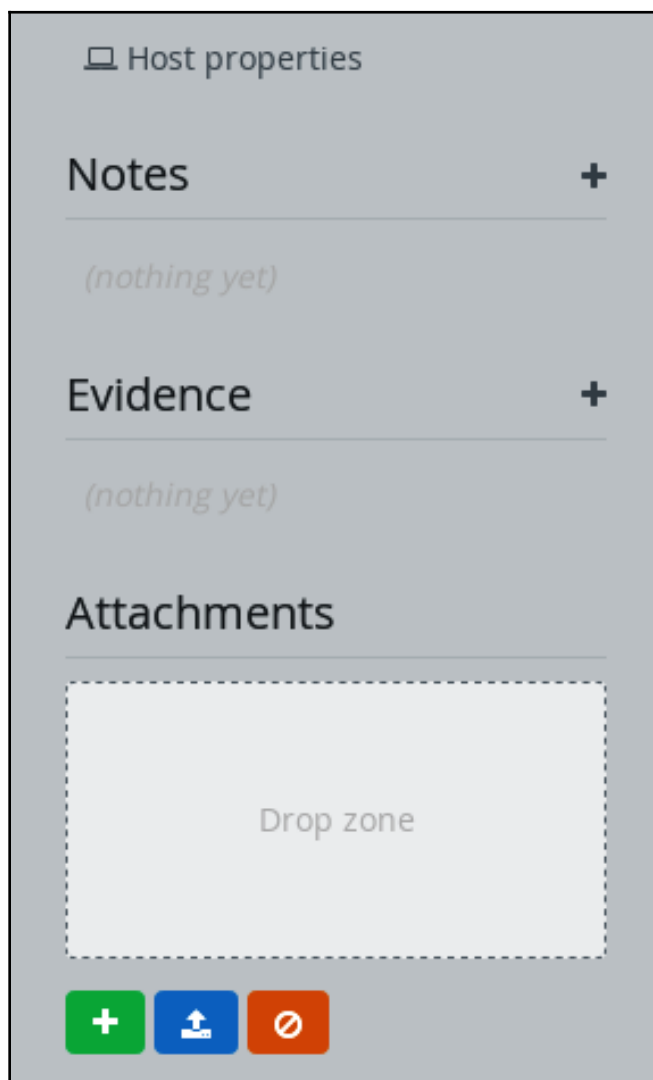 Host properties
Notes
(nothing yet)
Evidence
(nothing yet)
Attachments
Drop zone